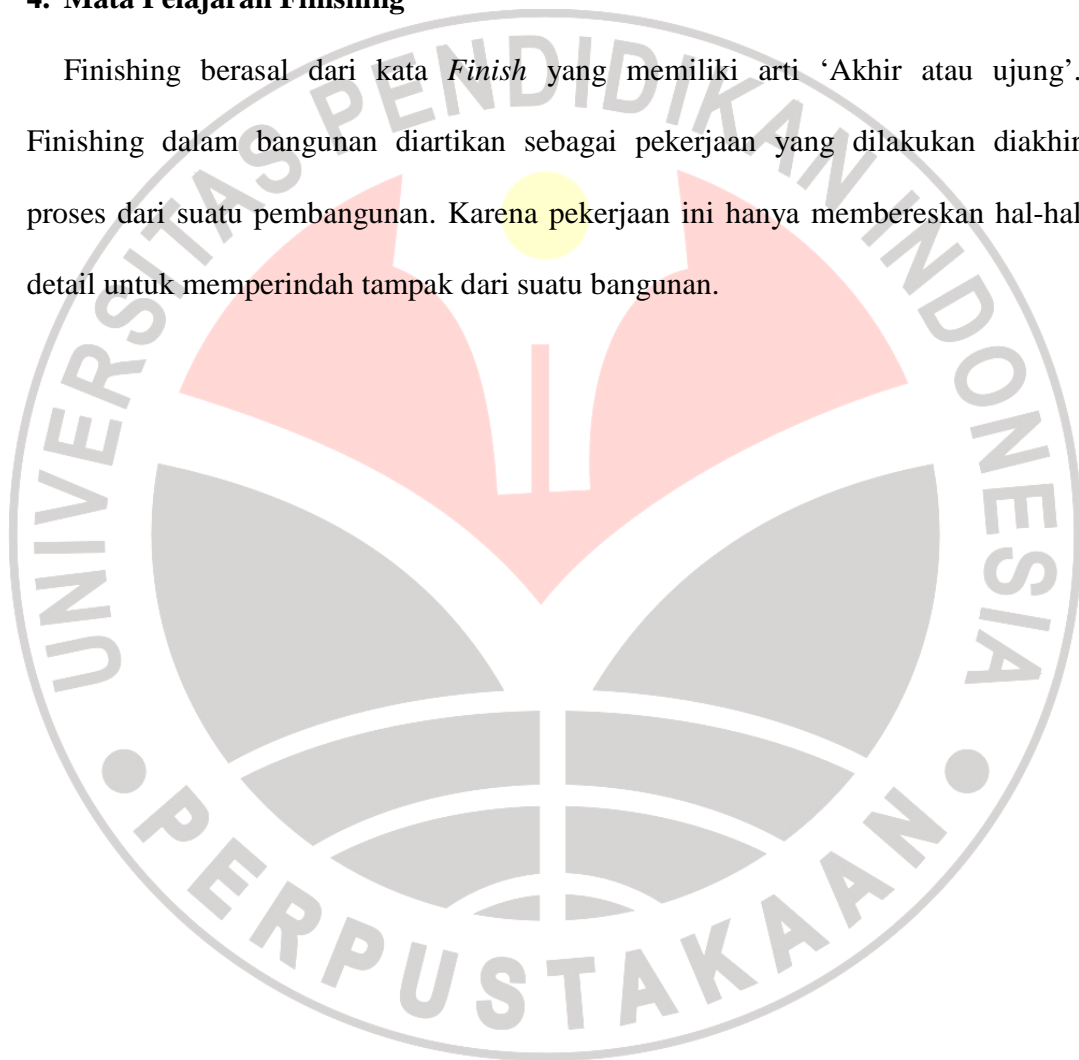 4. Mata Pelajaran Finishing
Finishing berasal dari kata Finish yang memiliki arti ‘Akhir atau ujung’.
Finishing dalam bangunan diartikan sebagai pekerjaan yang dilakukan diakhir
proses dari suatu pembangunan. Karena pekerjaan ini hanya membereskan hal-hal
detail untuk memperindah tampak dari suatu bangunan.
UNIVERSITAS PENDIDIKAN INDONESIA
PERPUSTAKAAN